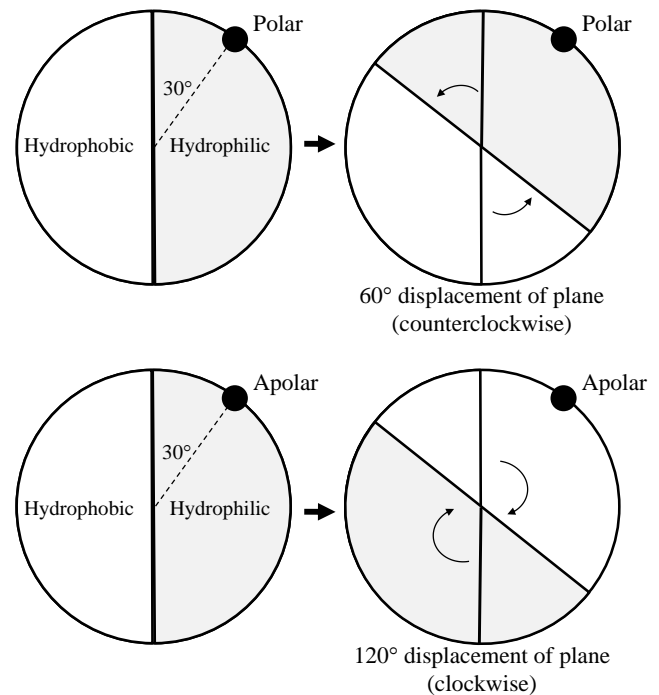 Polar
Polar
30°
Hydrophobic
Hydrophilic
60° displacement of plane
(counterclockwise)
Apolar
Apolar
30°
Hydrophobic
Hydrophilic
120° displacement of plane
(clockwise)